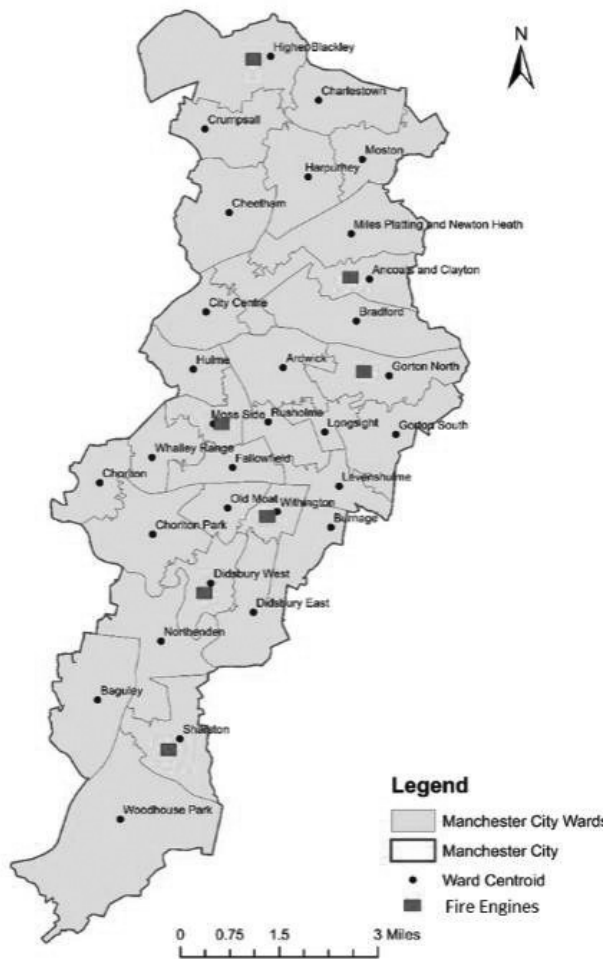 N
Higher Blackley
Charlestown
Crumpsall
Moston
Harpurhey
Cheetham
Miles Platting and Newton Heath
Ancoats and Clayton
City Centre
Bradford
Hulme
Ardwick
Gorton North
Moss Side
Rusholme
Longsight
Gorton South
Whalley Range
Fallowfield
Chorlton
Levenshulme
Old Moat
Withington
Chorlton Park
Burnage
Didsbury West
Didsbury East
Northenden
Baguley
Sharston
Woodhouse Park
Legend
Manchester City Wards
Manchester City
Ward Centroid
Fire Engines
0 0.75 1.5 3 Miles